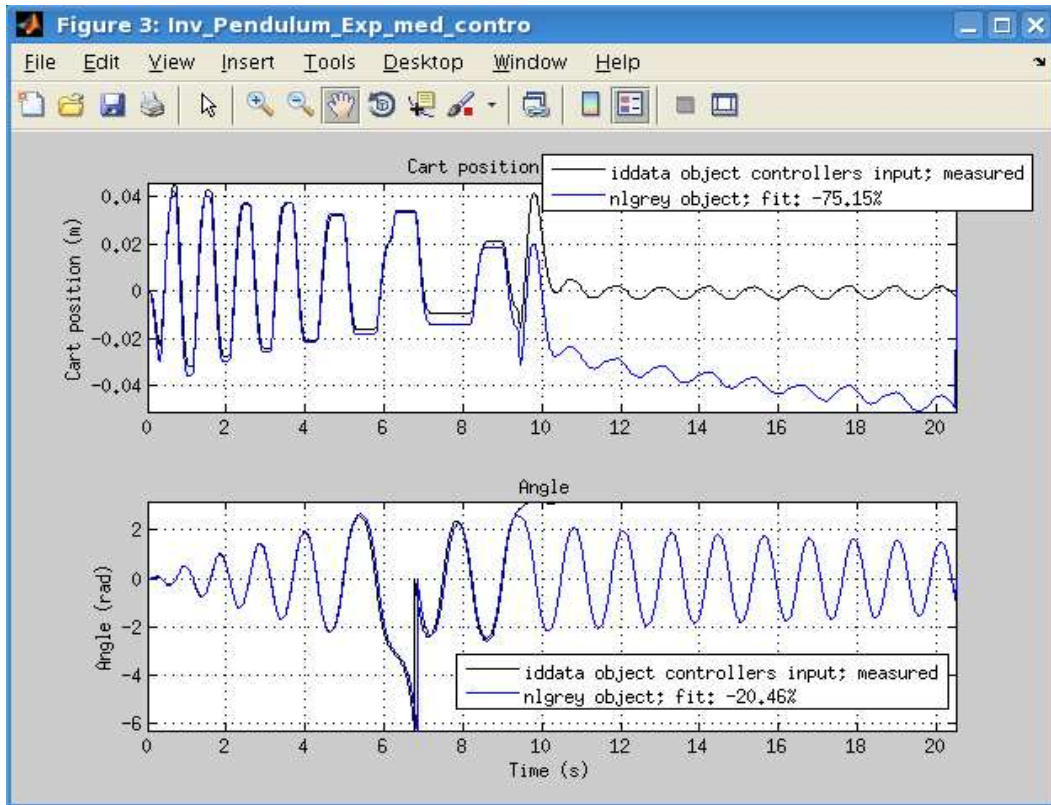 Figure 3: Inv_Pendulum_Exp_med_contro
File Edit View Insert Tools Desktop Window Help
Cart position
iddata object controllers input; measured
nlgrey object; fit: -75.15%
Cart position (m)
0.04
0.02
0
-0.02
-0.04
0 2 4 6 8 10 12 14 16 18 20
Angle
Angle (rad)
2
0
-2
-4
-6
iddata object controllers input; measured
nlgrey object; fit: -20.46%
0 2 4 6 8 10 12 14 16 18 20
Time (s)